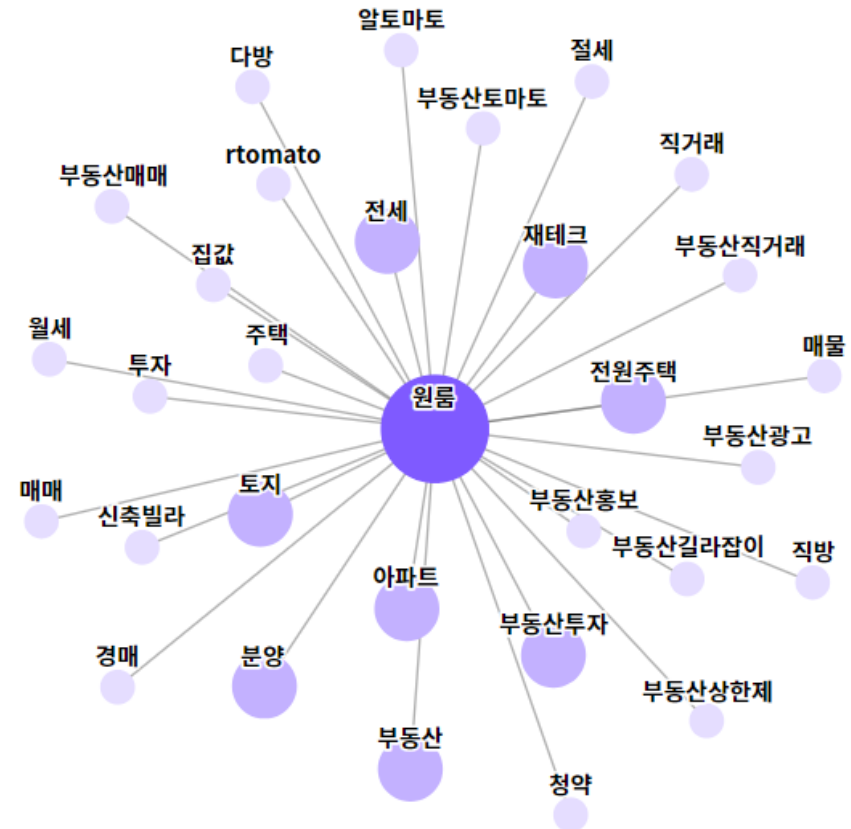 알토마토
다방
절세
부동산토마토
직거래
rtomato
부동산매매
전세
재테크
부동산직거래
집값
월세
주택
매물
투자
전원주택
원룸
부동산광고
토지
매매
부동산홍보
신축빌라
부동산길라잡이
직방
아파트
부동산투자
경매
분양
부동산상한제
부동산
청약